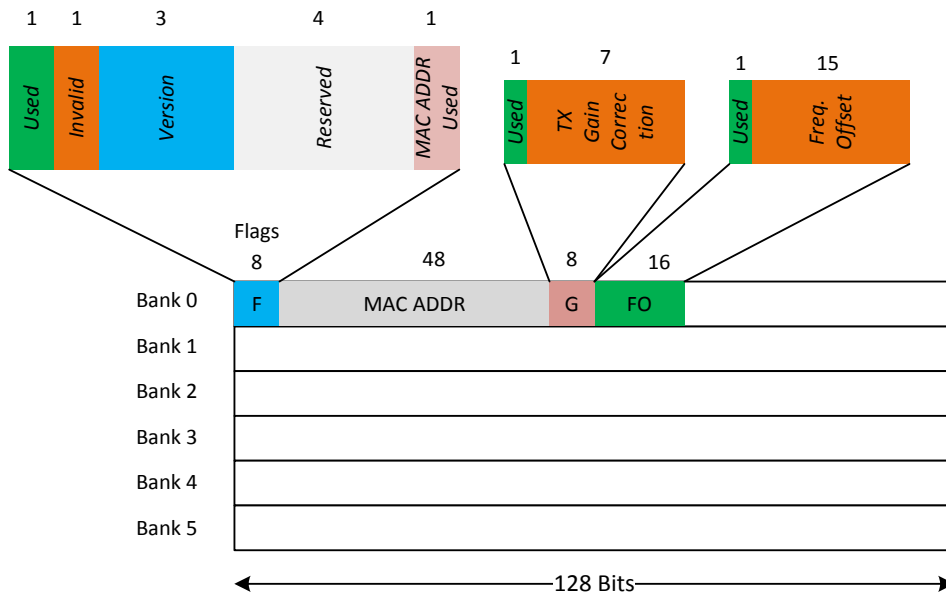 1 1 3 4 1
Used
Invalid
Version
Reserved
MAC ADDR
Used
1 7
Used
TX
Gain
Correc
tion
1 15
Used
Freq.
Offset
Flags
8 48 8 16
Bank 0 F MAC ADDR G FO
Bank 1
Bank 2
Bank 3
Bank 4
Bank 5
128 Bits